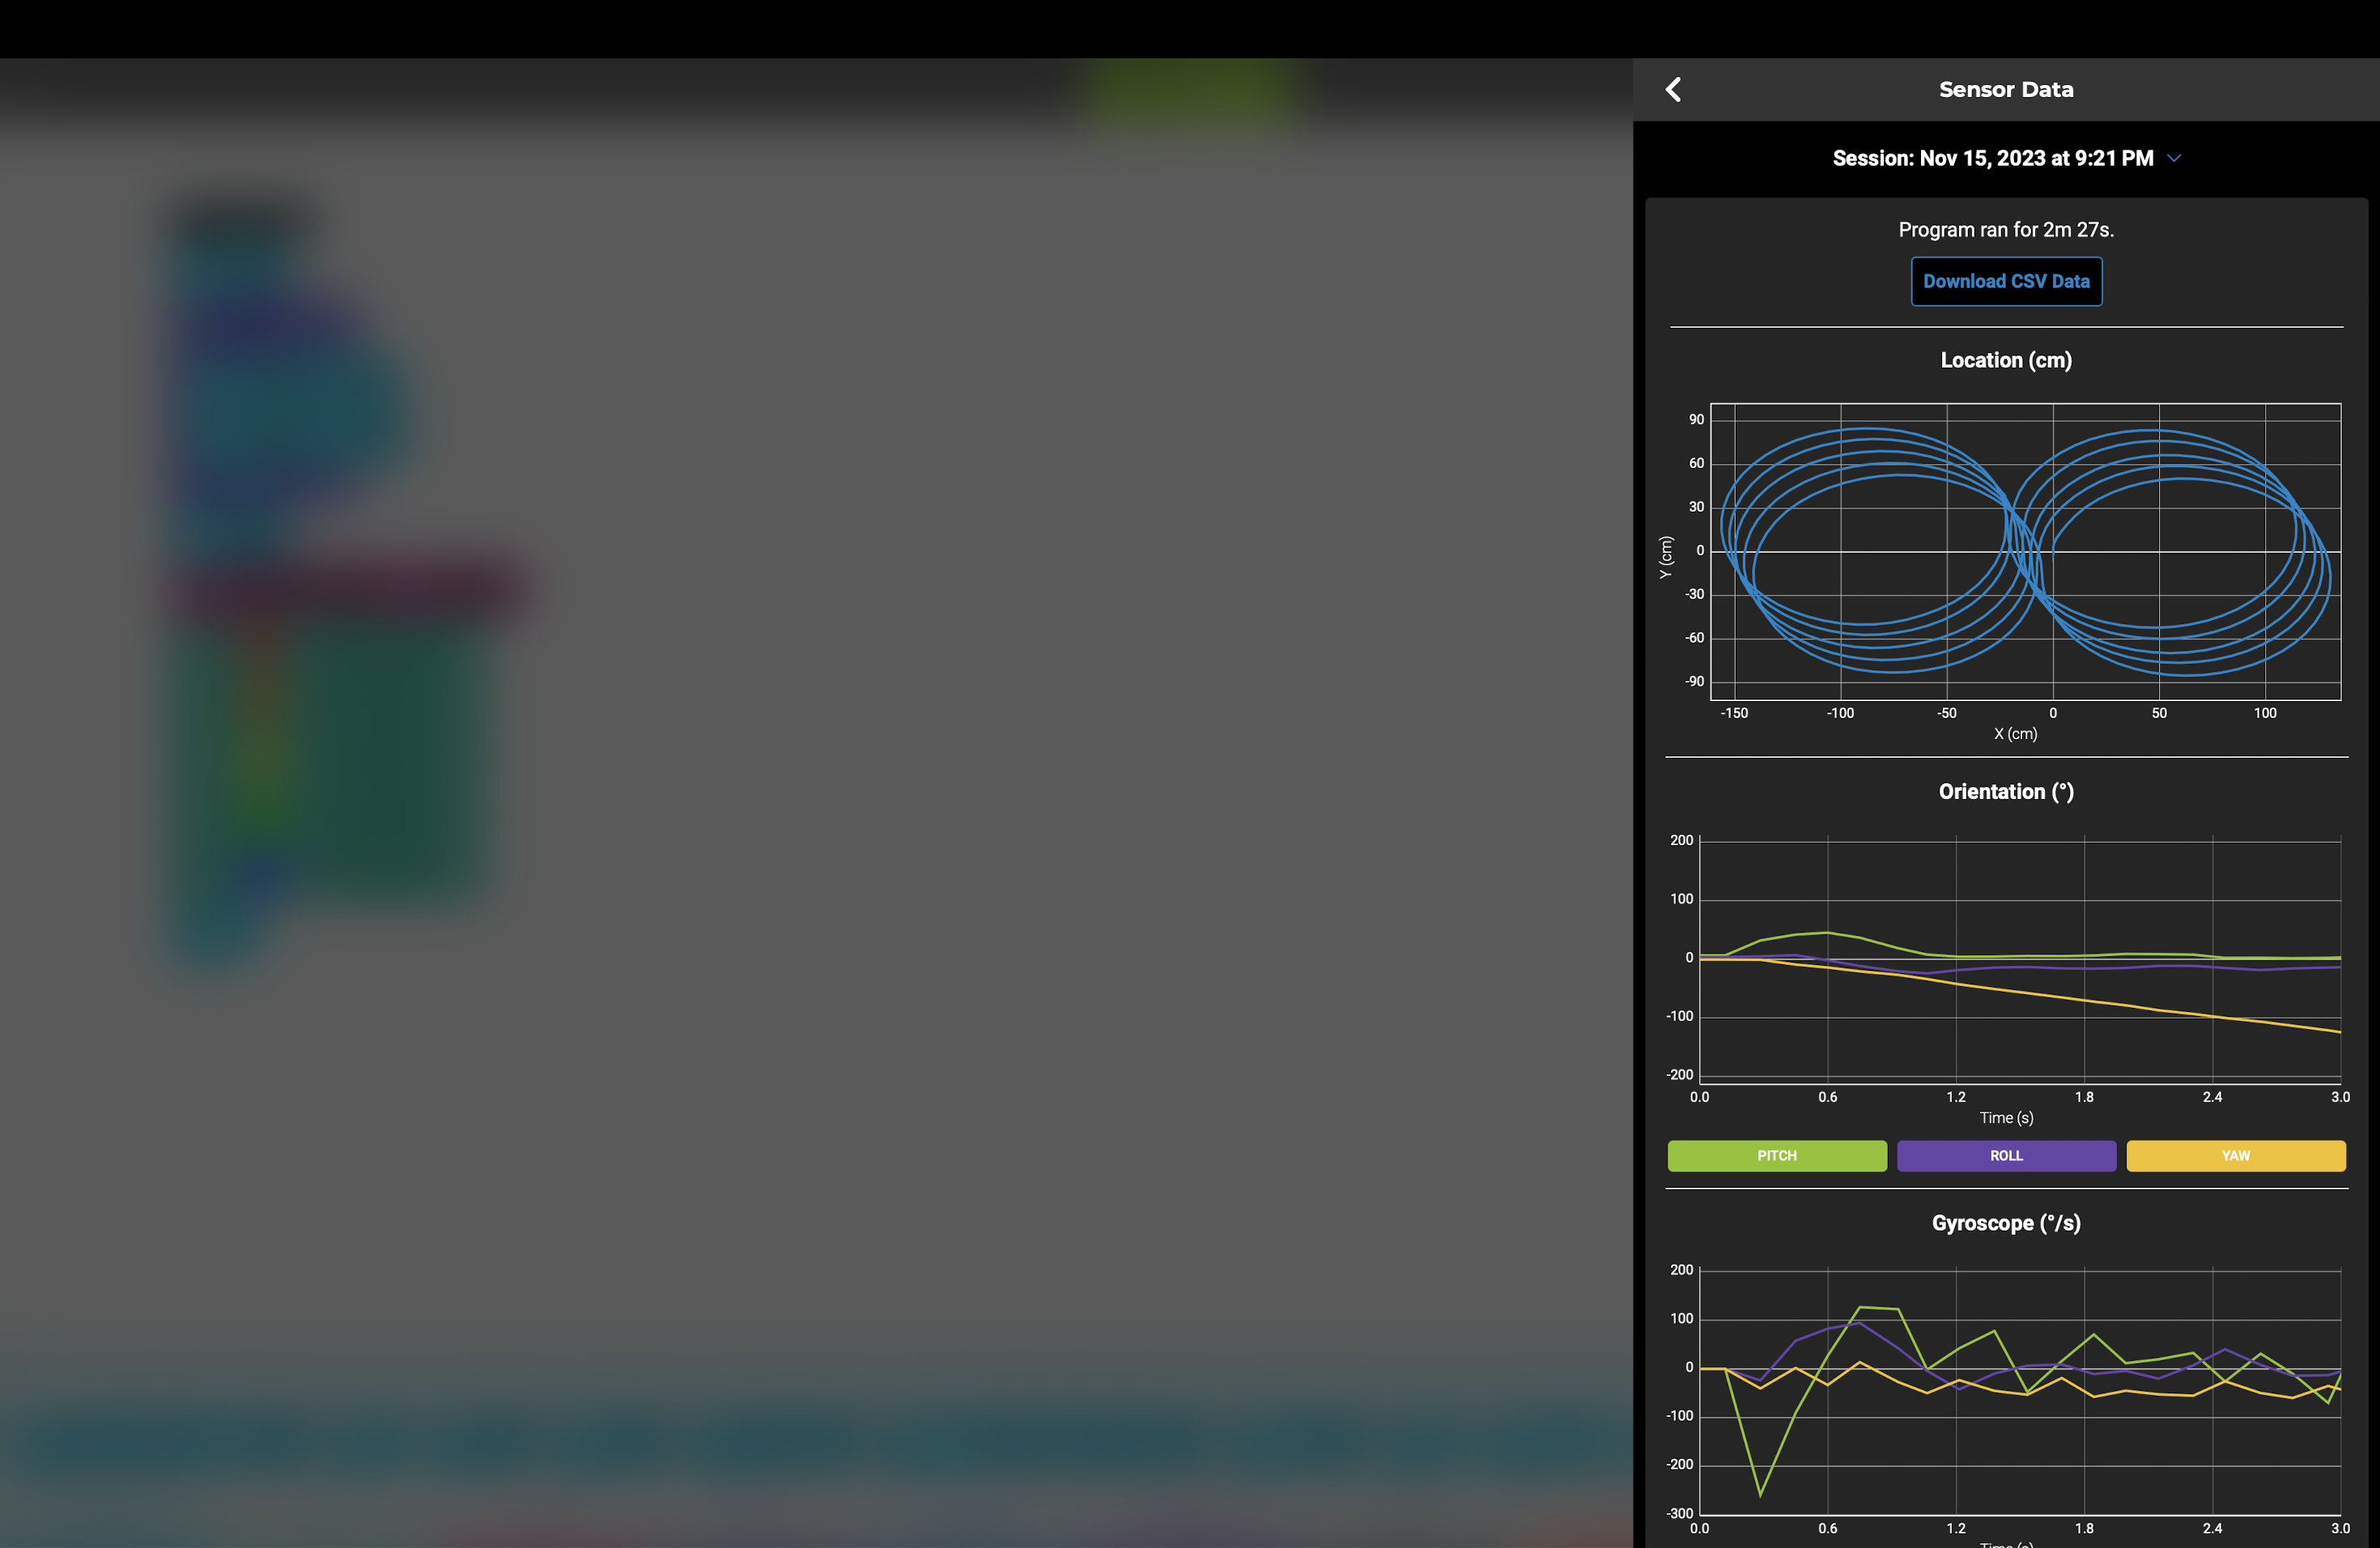 Sensor Data
Session: Nov 15, 2023 at 9:21 PM
Program ran for 2m 27s.
Download CSV Data
Location (cm)
90
60
30
0
-30
-60
-90
Y (cm)
-150 -100 -50 0 50 100
X (cm)
Orientation (°)
200
100
0
-100
-200
0.0 0.6 1.2 1.8 2.4 3.0
Time (s)
PITCH ROLL YAW
Gyroscope (°/s)
200
100
0
-100
-200
-300
0.0 0.6 1.2 1.8 2.4 3.0
Time (s)